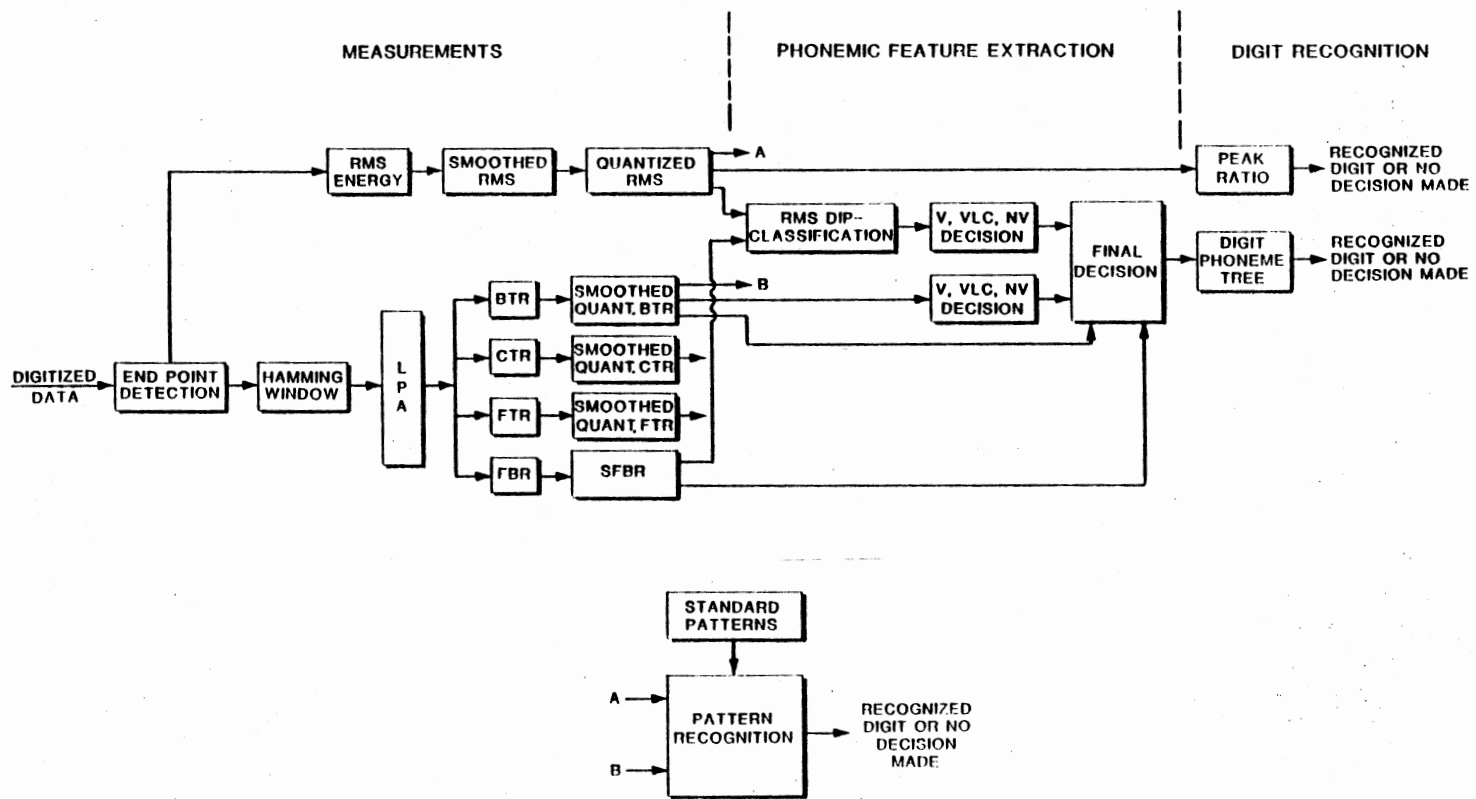 MEASUREMENTS
PHONEMIC FEATURE EXTRACTION
DIGIT RECOGNITION
RMS
ENERGY
SMOOTHED
RMS
QUANTIZED
RMS
A
PEAK
RATIO
RECOGNIZED
DIGIT OR NO
DECISION MADE
RMS DIP-
CLASSIFICATION
V, VLC, NV
DECISION
FINAL
DECISION
DIGIT
PHONEME
TREE
RECOGNIZED
DIGIT OR NO
DECISION MADE
BTR
SMOOTHED
QUANT. BTR
B
V, VLC, NV
DECISION
DIGITIZED
DATA
END POINT
DETECTION
HAMMING
WINDOW
L
P
A
CTR
SMOOTHED
QUANT. CTR
FTR
SMOOTHED
QUANT. FTR
FBR
SFBR
STANDARD
PATTERNS
A
B
PATTERN
RECOGNITION
RECOGNIZED
DIGIT OR NO
DECISION
MADE